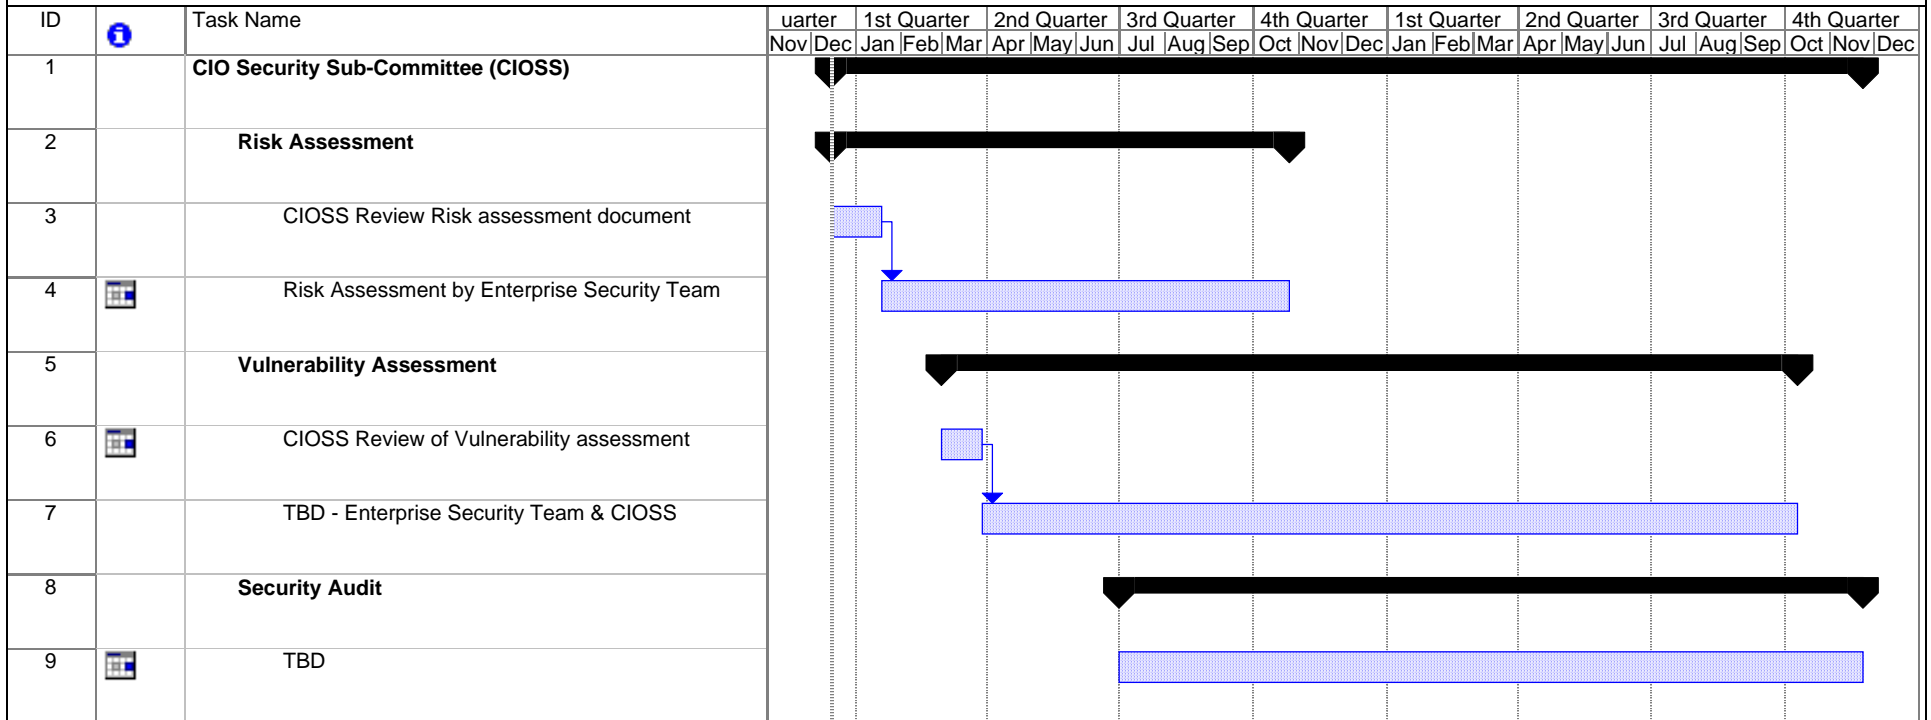 ID Task Name uarter 1st Quarter 2nd Quarter 3rd Quarter 4th Quarter 1st Quarter 2nd Quarter 3rd Quarter 4th Quarter
Nov Dec Jan Feb Mar Apr May Jun Jul Aug Sep Oct Nov Dec Jan Feb Mar Apr May Jun Jul Aug Sep Oct Nov Dec
1 CIO Security Sub-Committee (CIOSS)
2 Risk Assessment
3 CIOSS Review Risk assessment document
4 Risk Assessment by Enterprise Security Team
5 Vulnerability Assessment
6 CIOSS Review of Vulnerability assessment
7 TBD - Enterprise Security Team & CIOSS
8 Security Audit
9 TBD